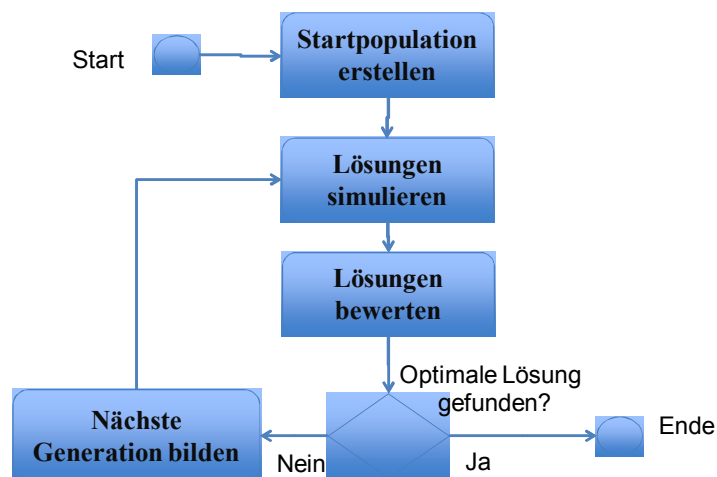 Start
Startpopulation
erstellen
Lösungen
simulieren
Lösungen
bewerten
Optimale Lösung
gefunden?
Nächste
Generation bilden
Nein
Ja
Ende